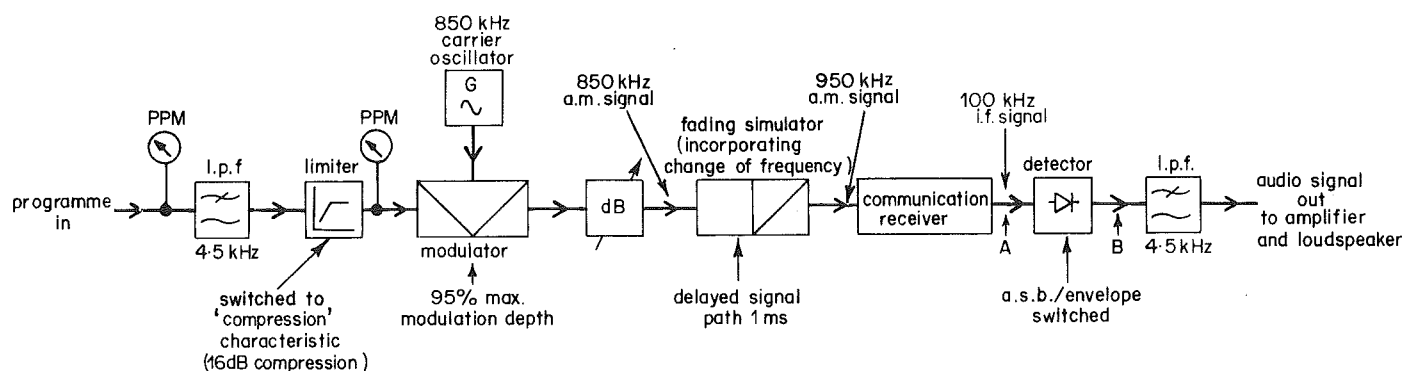 850 kHz
carrier
oscillator
G
PPM
PPM
850 kHz
a.m. signal
950 kHz
a.m. signal
100 kHz
i.f. signal
fading simulator
(incorporating
change of frequency)
l.p.f
limiter
detector
l.p.f.
programme
in
dB
communication
receiver
audio signal
out
to amplifier
and loudspeaker
4·5 kHz
modulator
A
B
4·5 kHz
switched to
'compression'
characteristic
(16dB compression)
95% max.
modulation depth
delayed signal
path 1 ms
a.s.b./envelope
switched